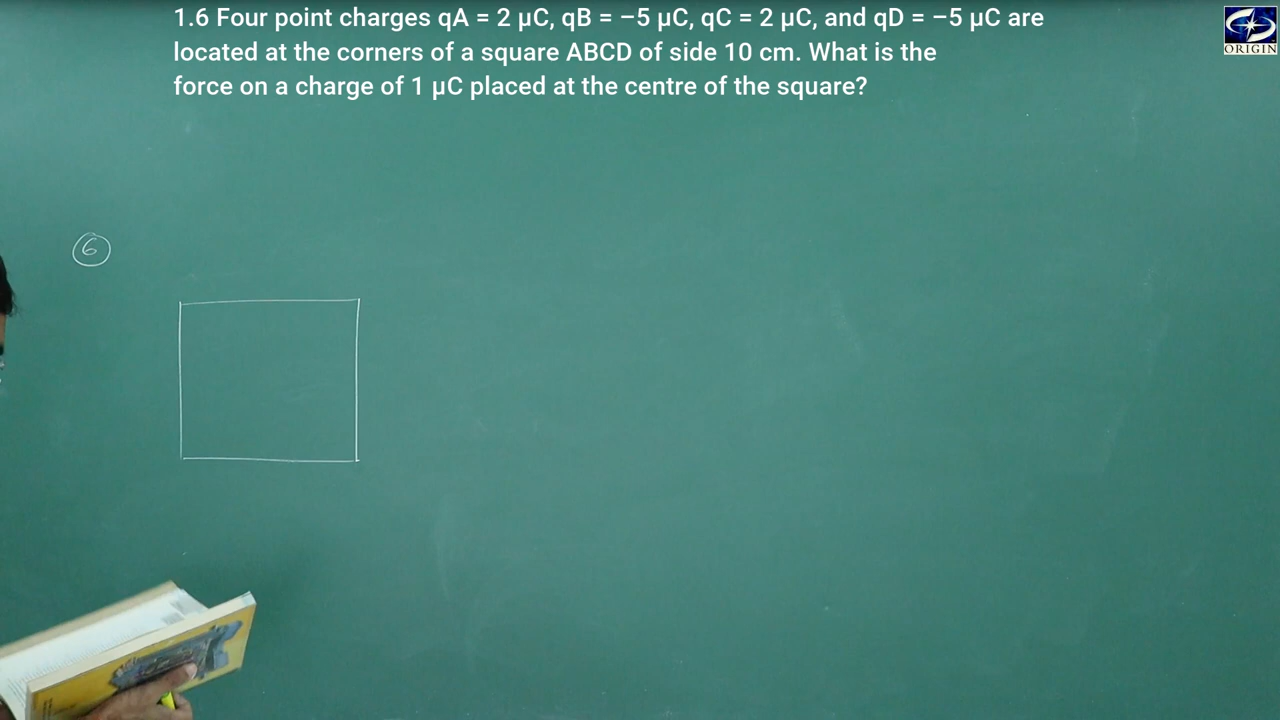 1.6 Four point charges qA = 2 µC, qB = −5 µC, qC = 2 µC, and qD = −5 µC are
located at the corners of a square ABCD of side 10 cm. What is the
force on a charge of 1 µC placed at the centre of the square?
ORIGIN
6